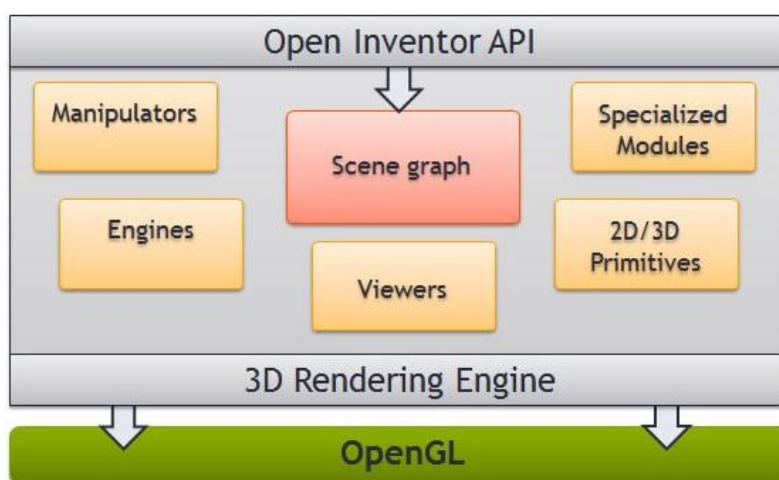 Open Inventor API
Manipulators
Scene graph
Specialized
Modules
Engines
Viewers
2D/3D
Primitives
3D Rendering Engine
OpenGL